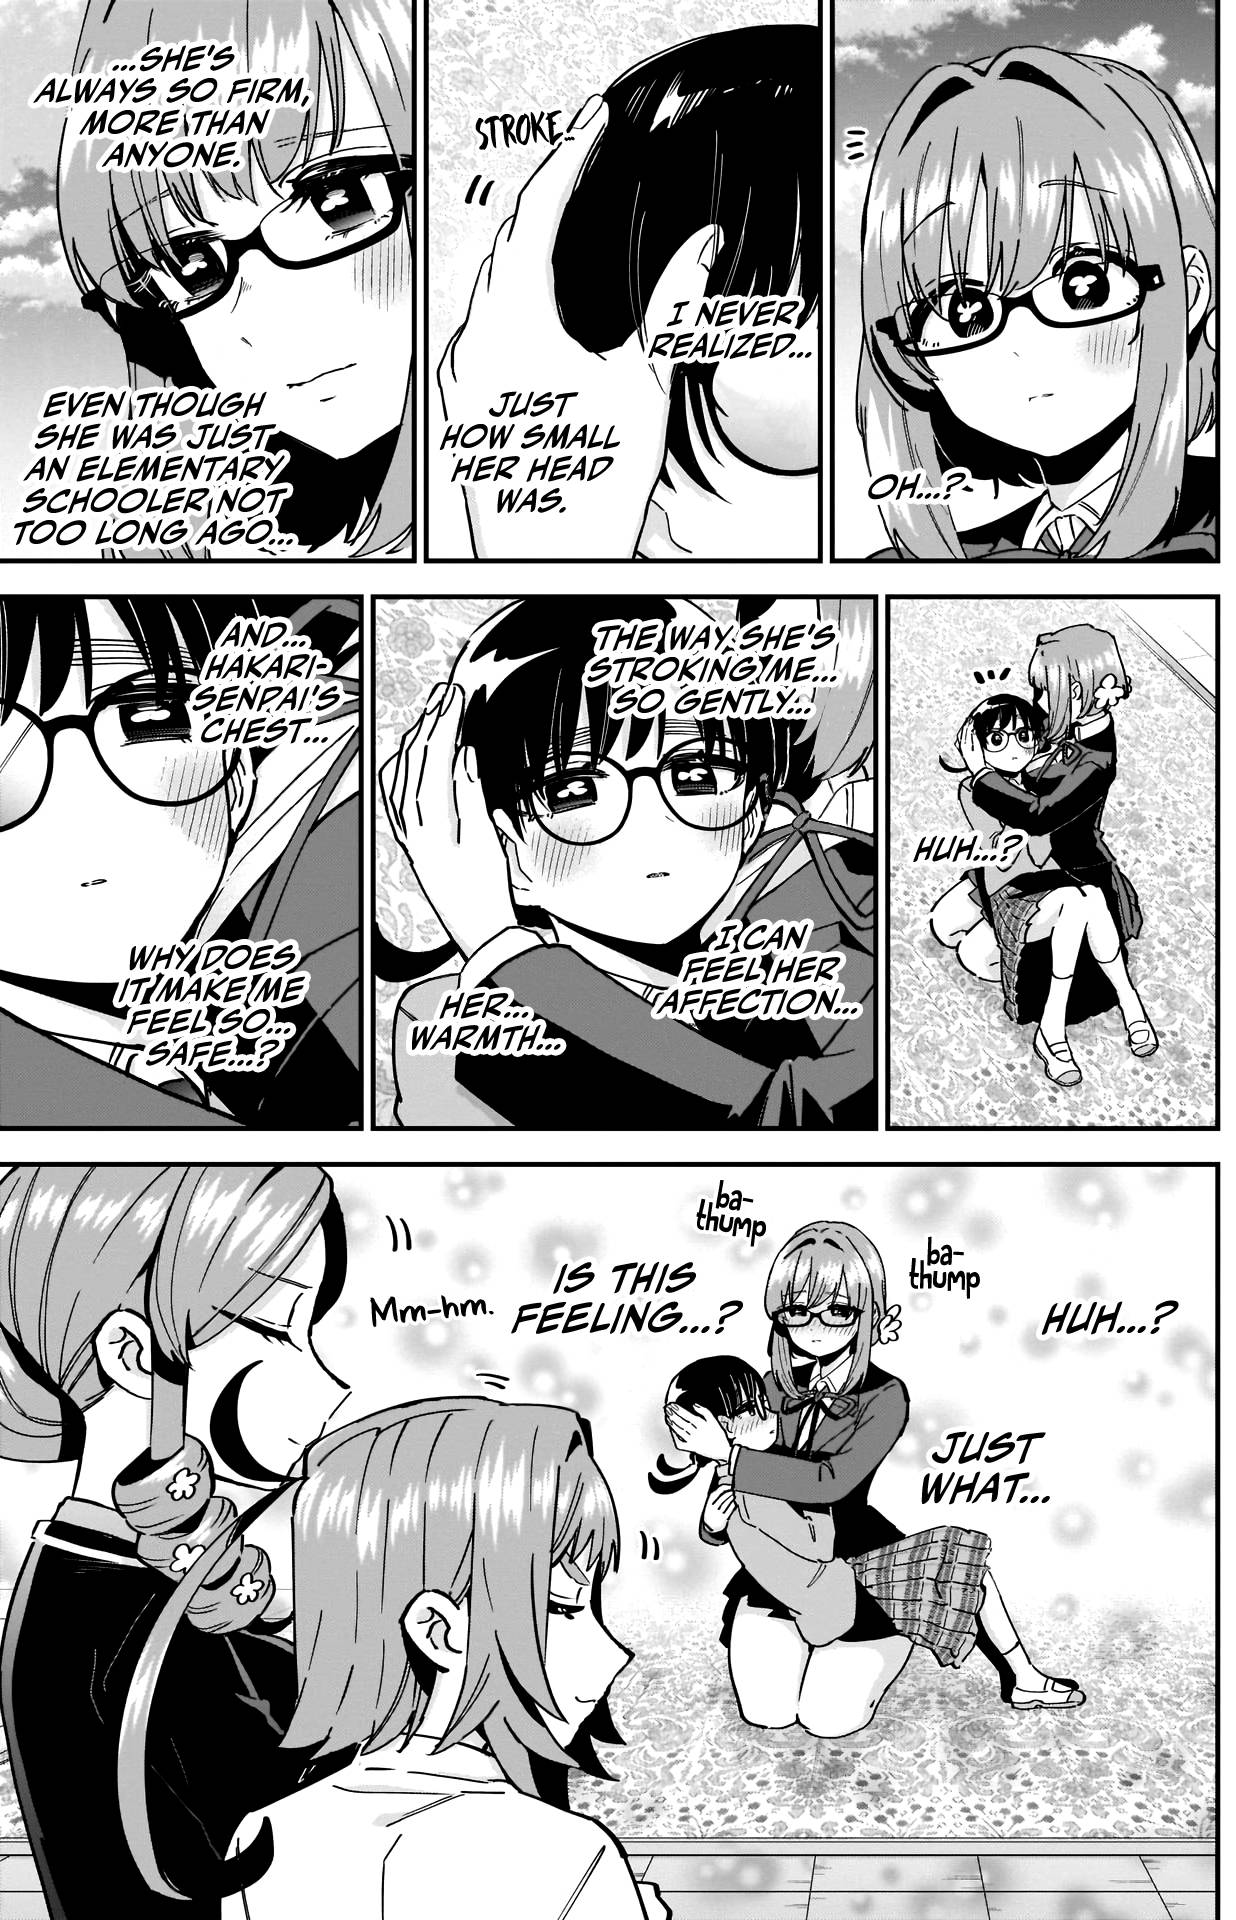 OH...?
STROKE...
I NEVER
REALIZED...
JUST
HOW SMALL
HER HEAD
WAS.
...SHE'S
ALWAYS SO FIRM,
MORE THAN
ANYONE.
EVEN THOUGH
SHE WAS JUST
AN ELEMENTARY
SCHOOLER NOT
TOO LONG AGO...
HUH...?
THE WAY SHE'S
STROKING ME...
SO GENTLY...
I CAN
FEEL HER
AFFECTION...
HER...
WARMTH...
AND...
HAKARI-
SENPAI'S
CHEST...
WHY DOES
IT MAKE ME
FEEL SO...
SAFE...?
HUH...?
JUST
WHAT...
ba-
thump
ba-
thump
IS THIS
FEELING...?
Mm-hm.